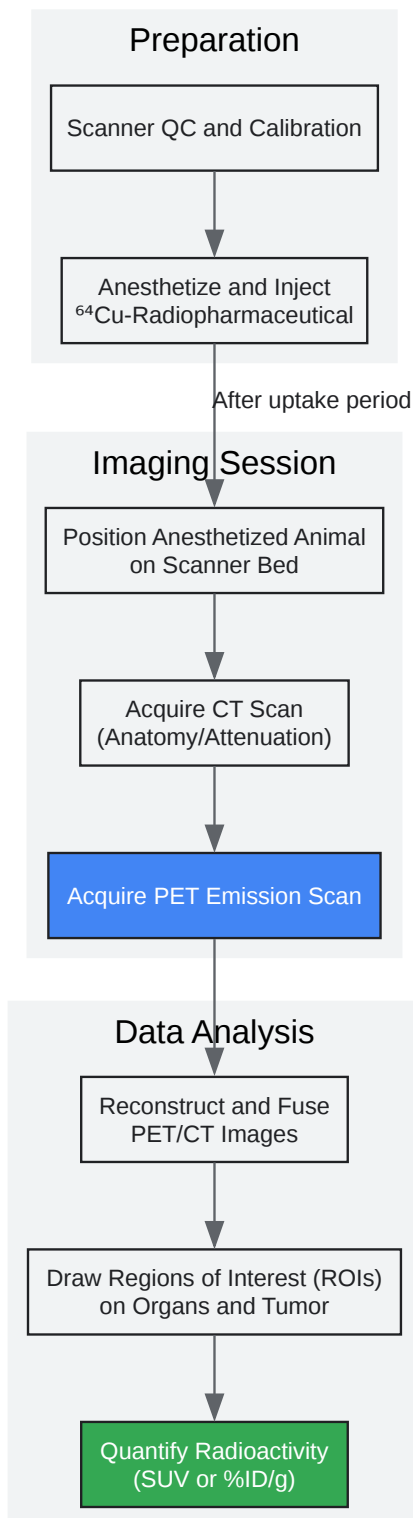 Preparation
Scanner QC and Calibration
Anesthetize and Inject
⁶⁴Cu-Radiopharmaceutical
After uptake period
Imaging Session
Position Anesthetized Animal
on Scanner Bed
Acquire CT Scan
(Anatomy/Attenuation)
Acquire PET Emission Scan
Data Analysis
Reconstruct and Fuse
PET/CT Images
Draw Regions of Interest (ROIs)
on Organs and Tumor
Quantify Radioactivity
(SUV or %ID/g)